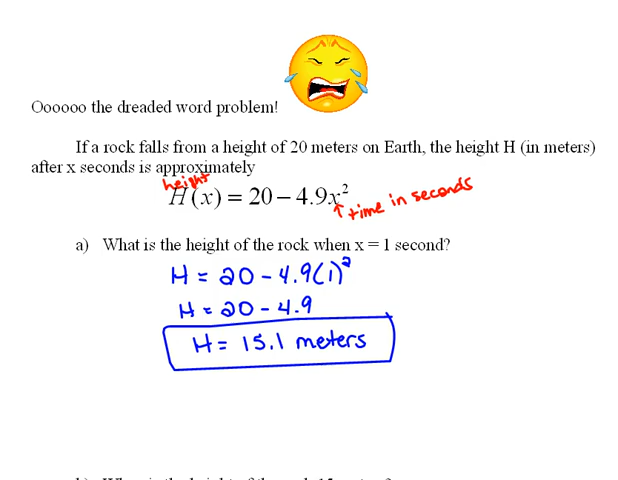 Oooooo the dreaded word problem!
If a rock falls from a height of 20 meters on Earth, the height H (in meters)
after x seconds is approximately
height
H(x) = 20 − 4.9x²
↑ time in seconds
a) What is the height of the rock when x = 1 second?
H = 20 - 4.9(1)²
H = 20 - 4.9
H = 15.1 meters